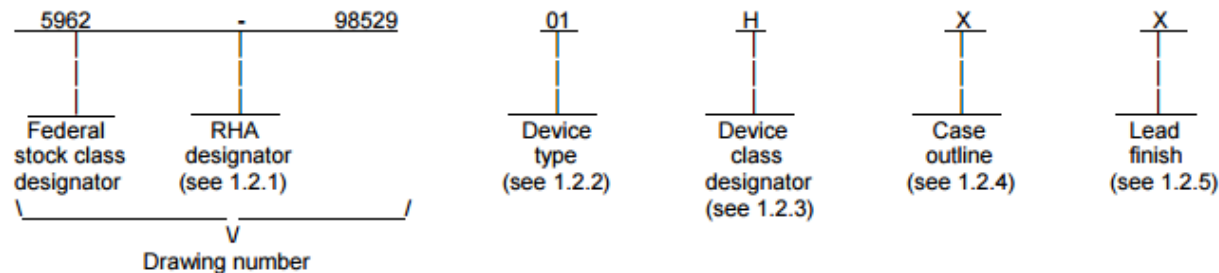 5962 - 98529 01 H X X
Federal stock class designator
RHA designator (see 1.2.1)
Device type (see 1.2.2)
Device class designator (see 1.2.3)
Case outline (see 1.2.4)
Lead finish (see 1.2.5)
\ / \/
Drawing number